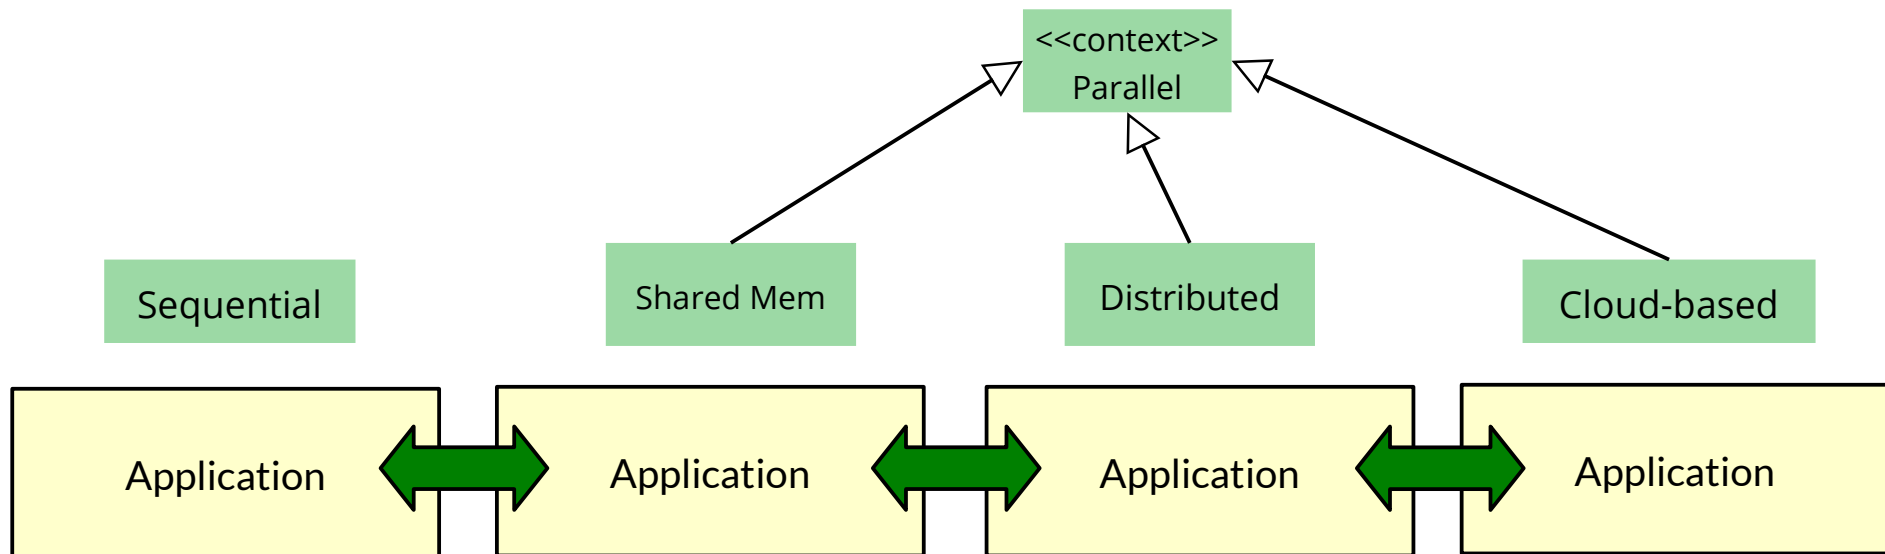 <<context>>
Parallel
Sequential
Shared Mem
Distributed
Cloud-based
Application
Application
Application
Application